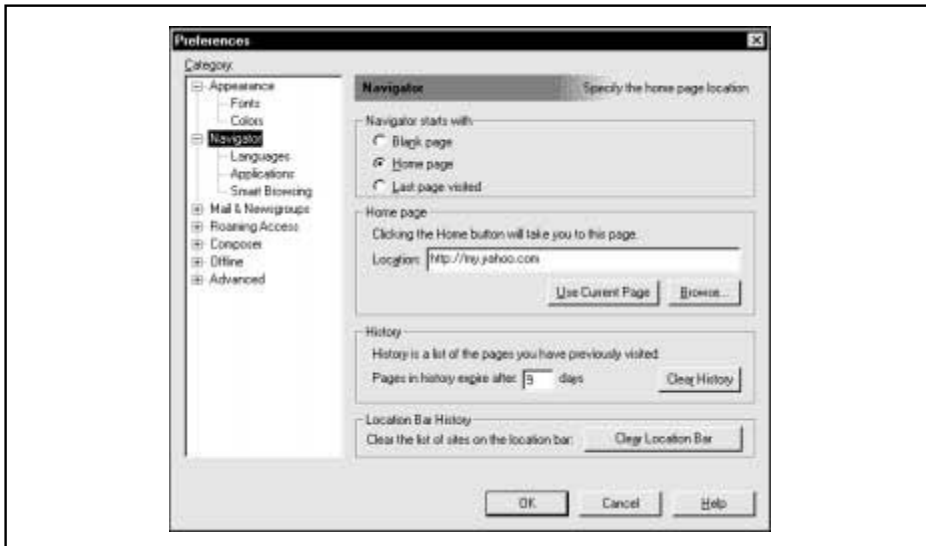 Preferences
Category:
Appearance
Fonts
Colors
Navigator
Languages
Applications
Smart Browsing
Mail & Newsgroups
Roaming Access
Composer
Offline
Advanced
Navigator Specify the home page location
Navigator starts with
Blank page
Home page
Last page visited
Home page
Clicking the Home button will take you to this page.
Location: http://my.yahoo.com
Use Current Page Browse...
History
History is a list of the pages you have previously visited.
Pages in history expire after: days Clear History
Location Bar History
Clear the list of sites on the location bar: Clear Location Bar
OK Cancel Help